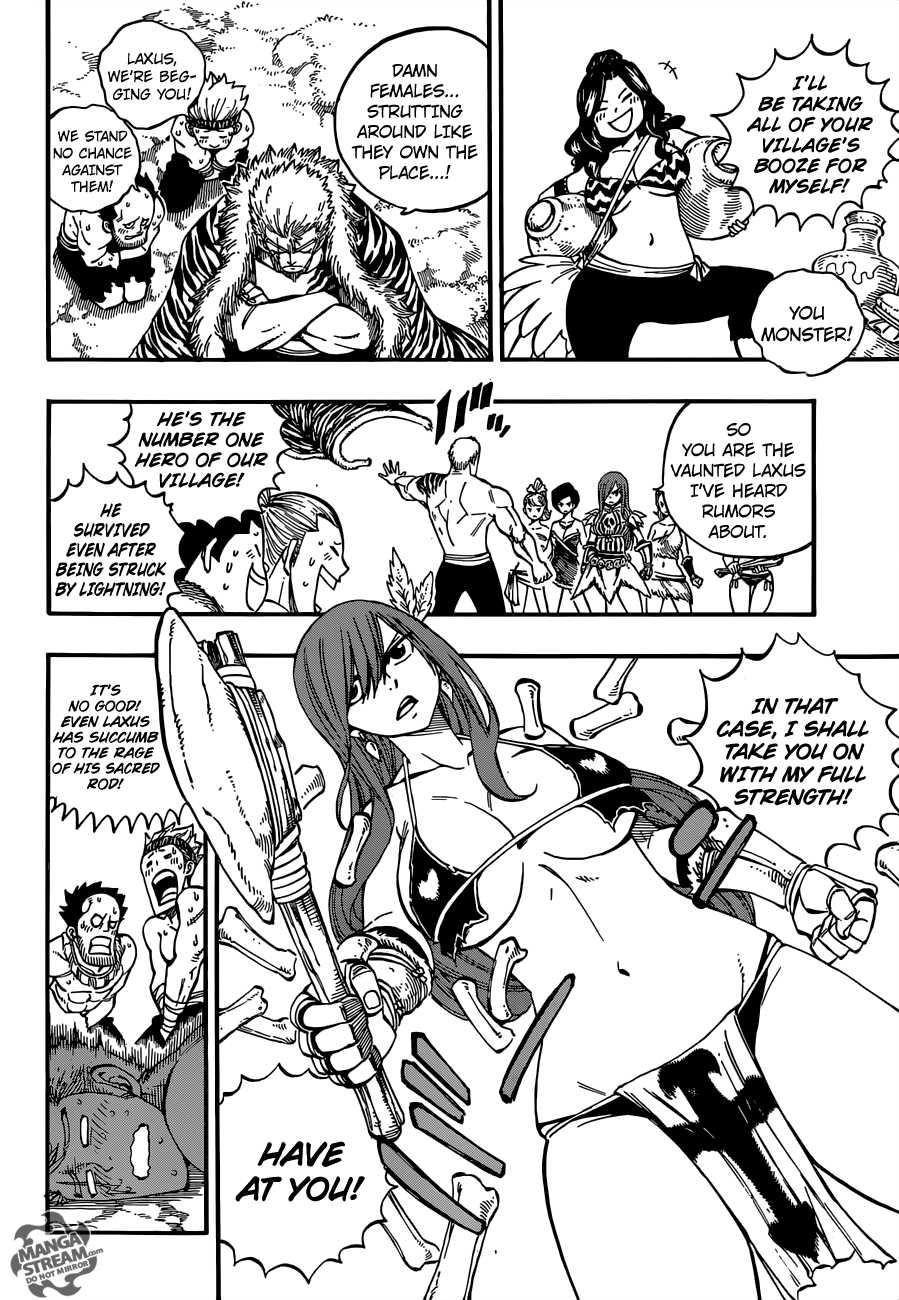 I'LL
BE TAKING
ALL OF YOUR
VILLAGE'S
BOOZE FOR
MYSELF!
YOU
MONSTER!
DAMN
FEMALES...
STRUTTING
AROUND LIKE
THEY OWN THE
PLACE...!
LAXUS,
WE'RE BEG-
GING YOU!
WE STAND
NO CHANCE
AGAINST
THEM!
SO
YOU ARE THE
VAUNTED LAXUS
I'VE HEARD
RUMORS
ABOUT.
HE'S THE
NUMBER ONE
HERO OF OUR
VILLAGE!
HE
SURVIVED
EVEN AFTER
BEING STRUCK
BY LIGHTNING!
IN THAT
CASE, I SHALL
TAKE YOU ON
WITH MY FULL
STRENGTH!
HAVE
AT YOU!
IT'S
NO GOOD!
EVEN LAXUS
HAS SUCCUMB
TO THE RAGE
OF HIS SACRED
ROD!
MANGA
STREAM.com
DO NOT MIRROR